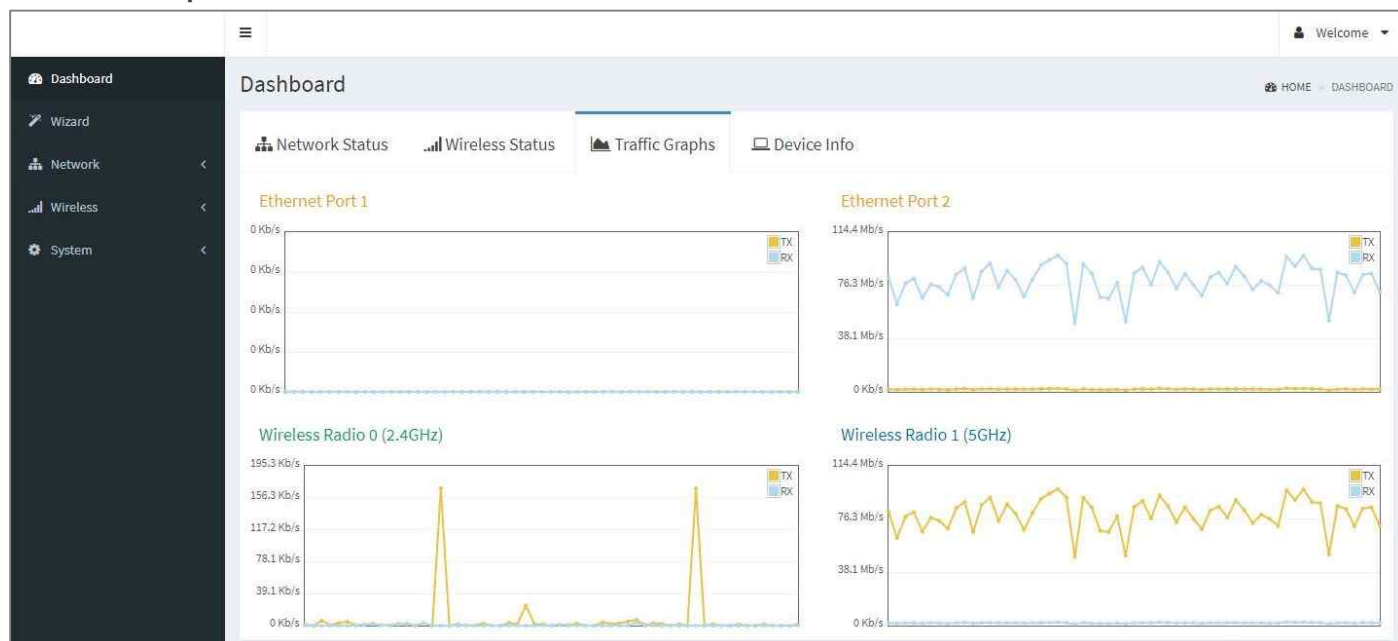 Welcome
Dashboard
Wizard
Network
Wireless
System
Dashboard
HOME > DASHBOARD
Network Status
Wireless Status
Traffic Graphs
Device Info
Ethernet Port 1
0 Kb/s
0 Kb/s
0 Kb/s
0 Kb/s
0 Kb/s
TX
RX
Ethernet Port 2
114.4 Mb/s
76.3 Mb/s
38.1 Mb/s
0 Kb/s
TX
RX
Wireless Radio 0 (2.4GHz)
195.3 Kb/s
156.3 Kb/s
117.2 Kb/s
78.1 Kb/s
39.1 Kb/s
0 Kb/s
TX
RX
Wireless Radio 1 (5GHz)
114.4 Mb/s
76.3 Mb/s
38.1 Mb/s
0 Kb/s
TX
RX